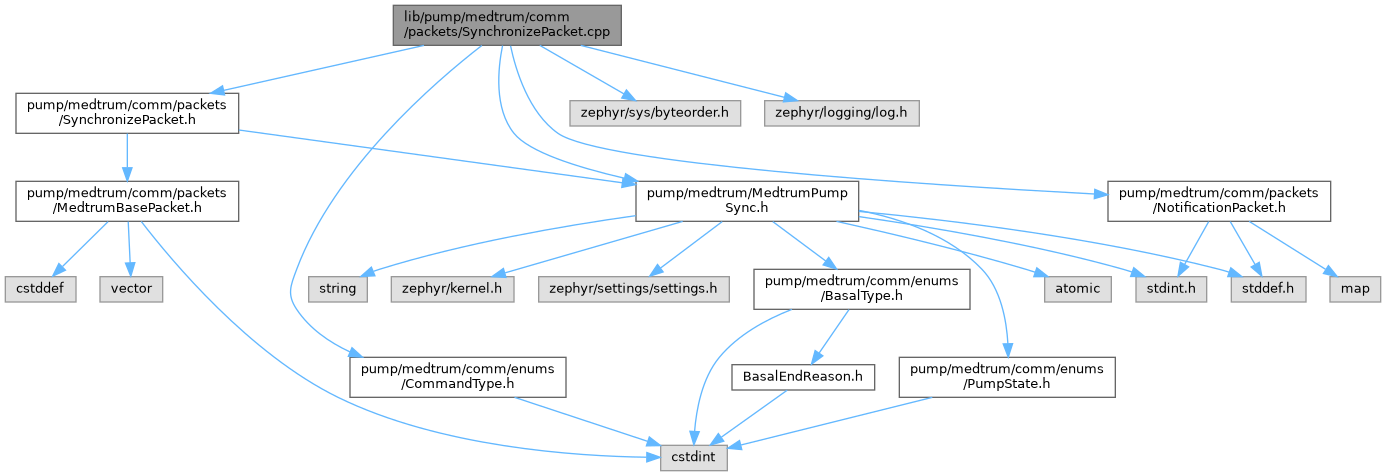 lib/pump/medtrum/comm
/packets/SynchronizePacket.cpp
pump/medtrum/comm/packets
/SynchronizePacket.h
zephyr/sys/byteorder.h
zephyr/logging/log.h
pump/medtrum/comm/packets
/MedtrumBasePacket.h
pump/medtrum/MedtrumPump
Sync.h
pump/medtrum/comm/packets
/NotificationPacket.h
cstddef
vector
string
zephyr/kernel.h
zephyr/settings/settings.h
pump/medtrum/comm/enums
/BasalType.h
atomic
stdint.h
stddef.h
map
pump/medtrum/comm/enums
/CommandType.h
BasalEndReason.h
pump/medtrum/comm/enums
/PumpState.h
cstdint